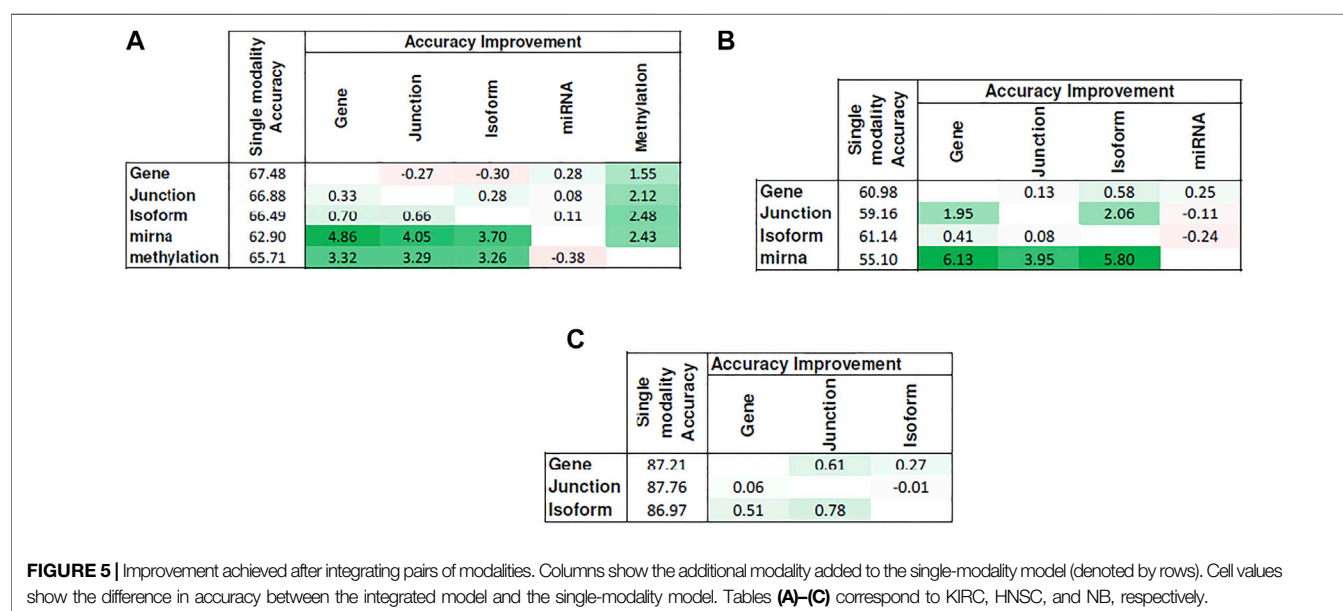 A
Single modality Accuracy
Accuracy Improvement
Gene Junction Isoform miRNA Methylation
Gene 67.48 -0.27 -0.30 0.28 1.55
Junction 66.88 0.33 0.28 0.08 2.12
Isoform 66.49 0.70 0.66 0.11 2.48
mirna 62.90 4.86 4.05 3.70 2.43
methylation 65.71 3.32 3.29 3.26 -0.38
B
Single modality Accuracy
Accuracy Improvement
Gene Junction Isoform miRNA
Gene 60.98 0.13 0.58 0.25
Junction 59.16 1.95 2.06 -0.11
Isoform 61.14 0.41 0.08 -0.24
mirna 55.10 6.13 3.95 5.80
C
Single modality Accuracy
Accuracy Improvement
Gene Junction Isoform
Gene 87.21 0.61 0.27
Junction 87.76 0.06 -0.01
Isoform 86.97 0.51 0.78
FIGURE 5 | Improvement achieved after integrating pairs of modalities. Columns show the additional modality added to the single-modality model (denoted by rows). Cell values
show the difference in accuracy between the integrated model and the single-modality model. Tables (A)–(C) correspond to KIRC, HNSC, and NB, respectively.